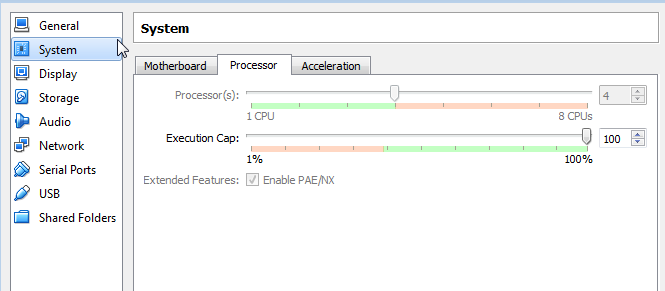 General
System
Display
Storage
Audio
Network
Serial Ports
USB
Shared Folders
System
Motherboard Processor Acceleration
Processor(s): 4
1 CPU 8 CPUs
Execution Cap: 100
1% 100%
Extended Features: Enable PAE/NX